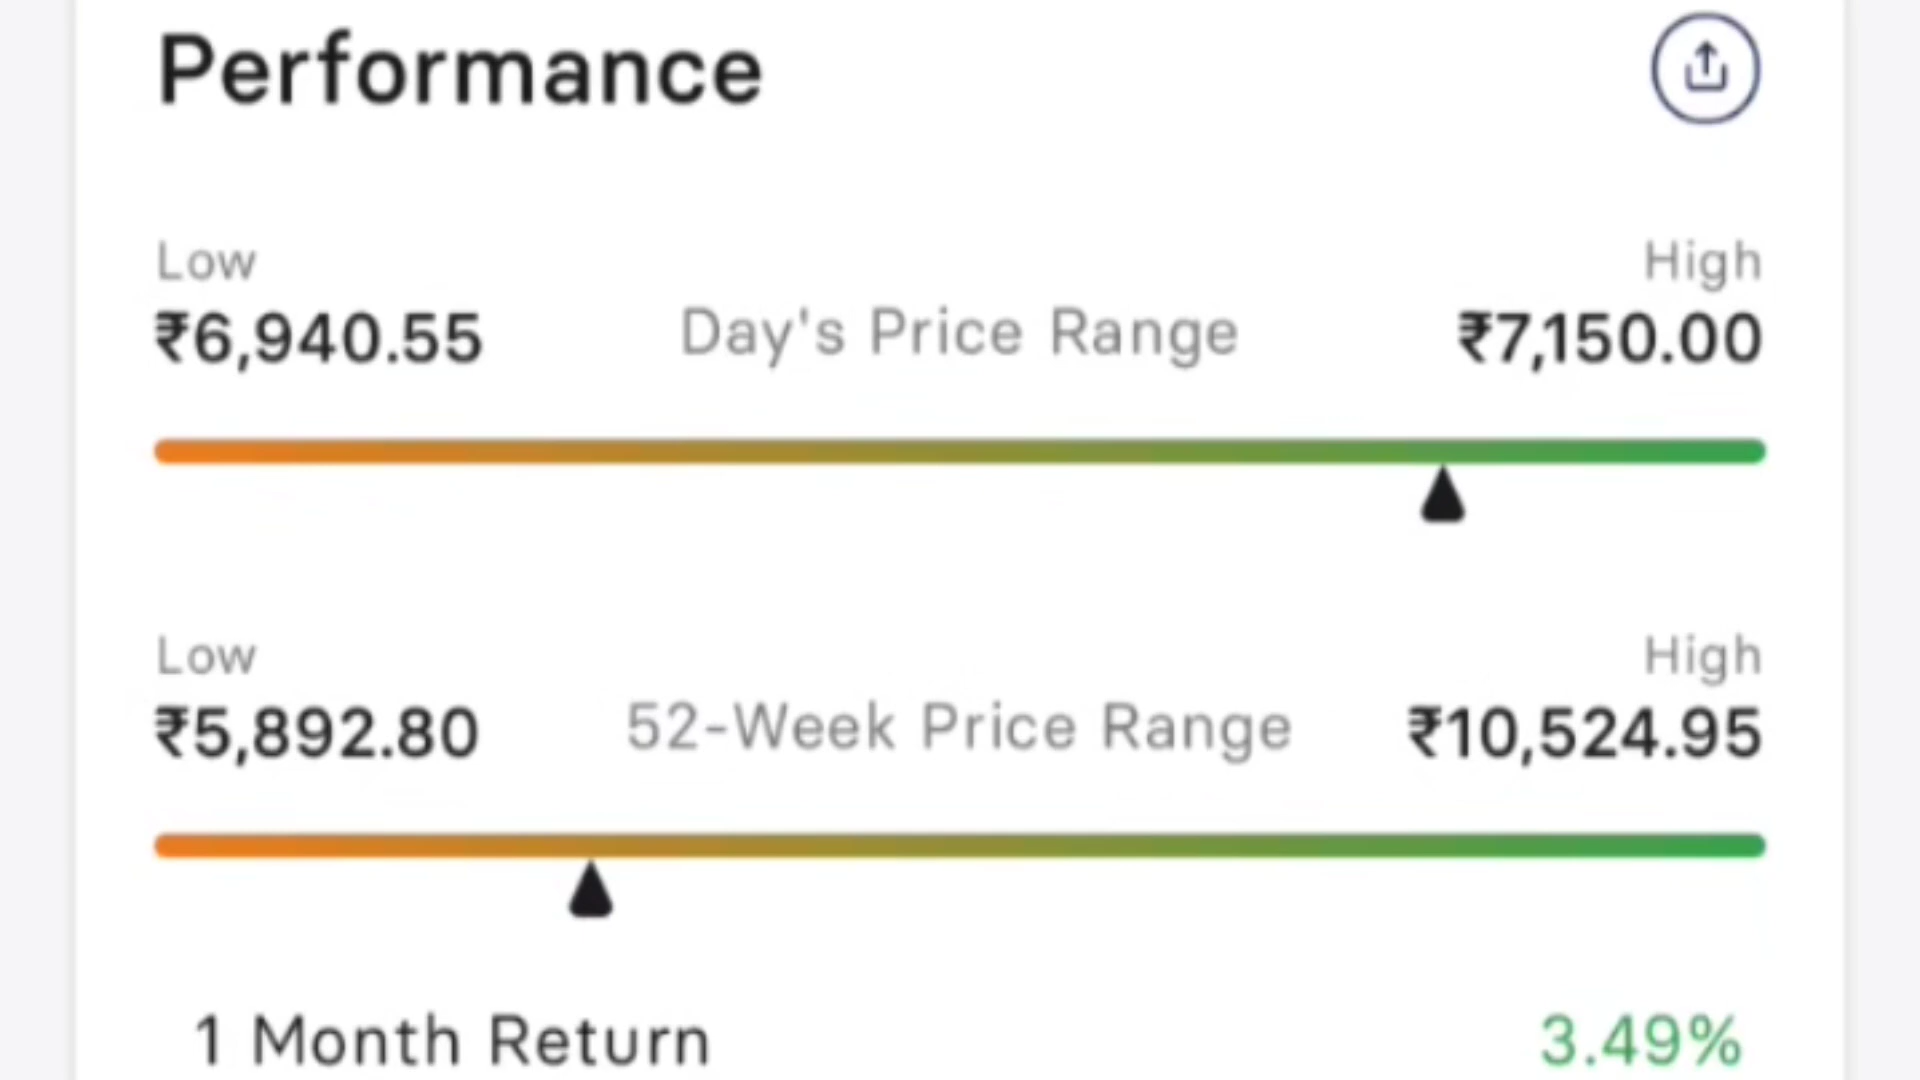 Performance
Low
High
₹6,940.55
Day's Price Range
₹7,150.00
Low
High
₹5,892.80
52-Week Price Range
₹10,524.95
1 Month Return
3.49%